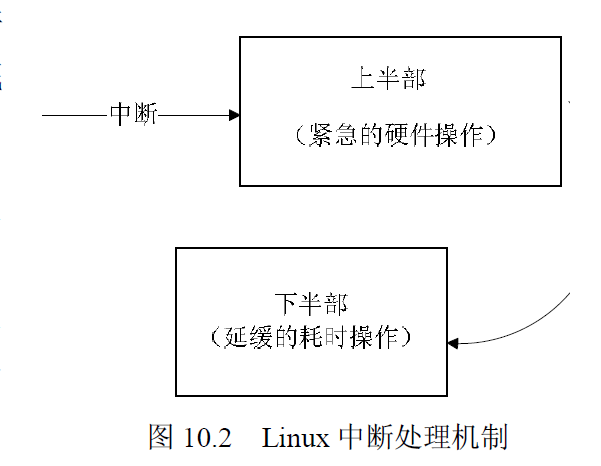 中断
上半部
（紧急的硬件操作）
下半部
（延缓的耗时操作）
图 10.2 Linux 中断处理机制